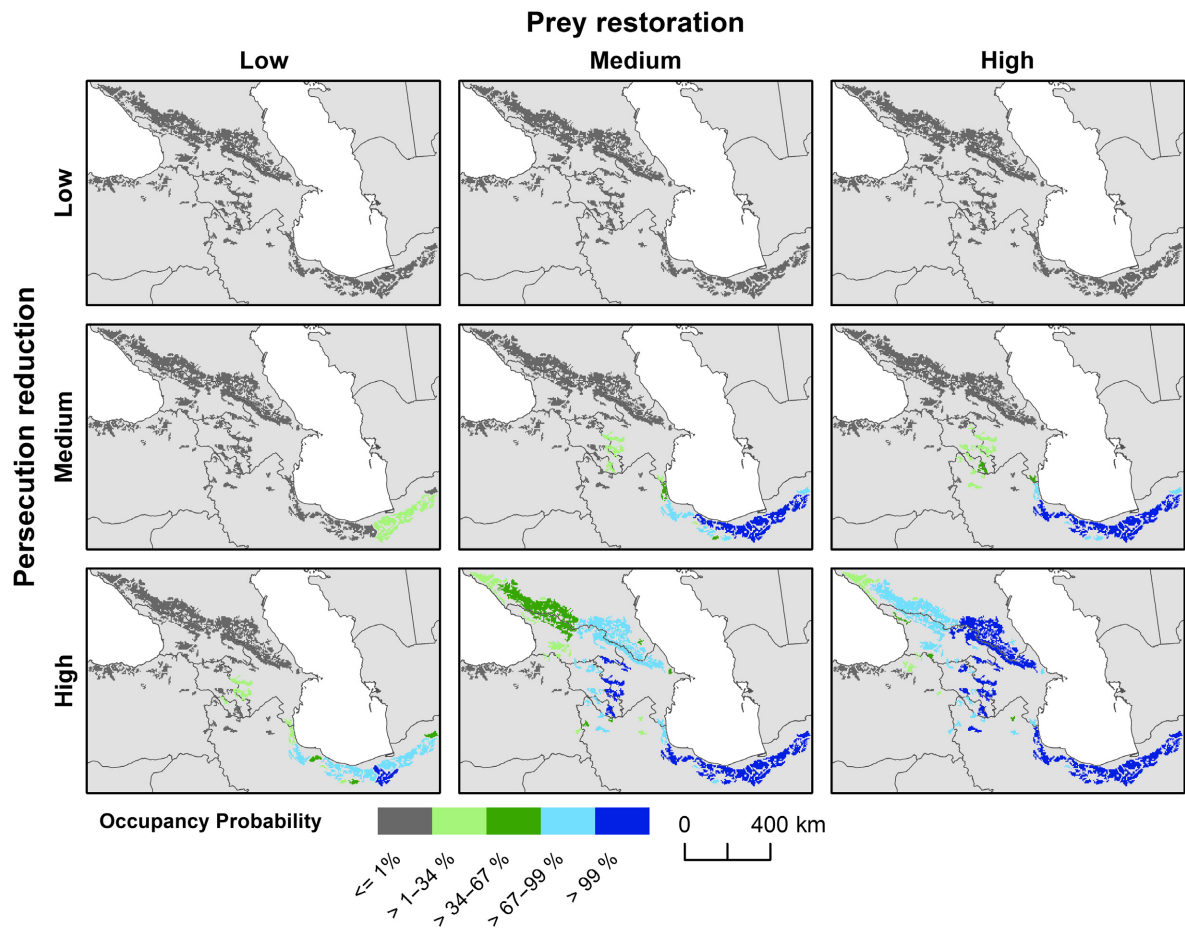 Prey restoration
Low Medium High
Persecution reduction
Low
Medium
High
Occupancy Probability
<= 1%
> 1–34 %
> 34–67 %
> 67–99 %
> 99 %
0 400 km